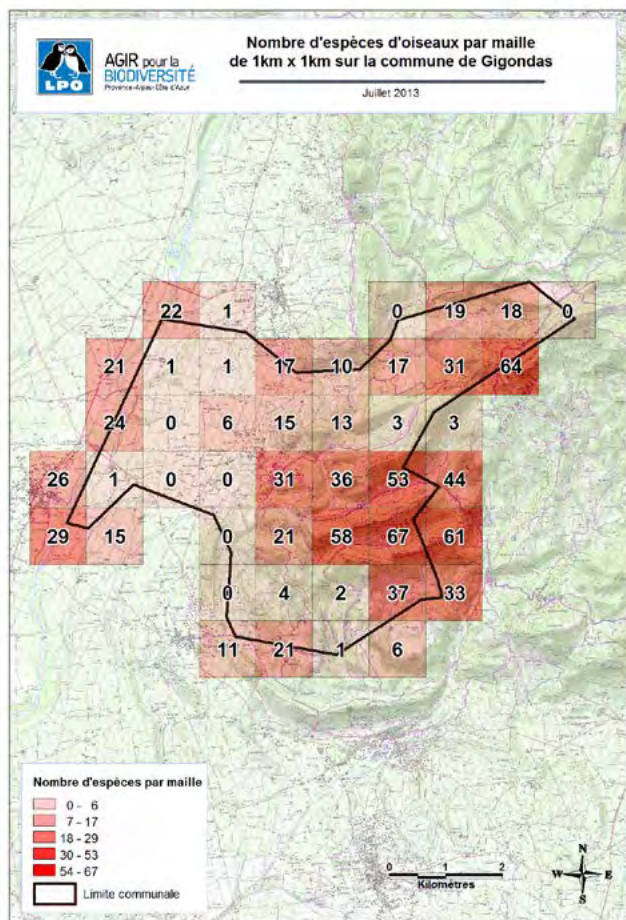 LPO
AGIR pour la
BIODIVERSITÉ
Provence-Alpes-Côte d'Azur
Nombre d'espèces d'oiseaux par maille
de 1km x 1km sur la commune de Gigondas
Juillet 2013
22 1 0 19 18 0
21 1 1 17 10 17 31 64
24 0 6 15 13 3 3
26 1 0 0 31 36 53 44
29 15 0 21 58 67 61
0 4 2 37 33
11 21 1 6
Nombre d'espèces par maille
0 - 6
7 - 17
18 - 29
30 - 53
54 - 67
Limite communale
0 1 2
Kilomètres
N
W E
S